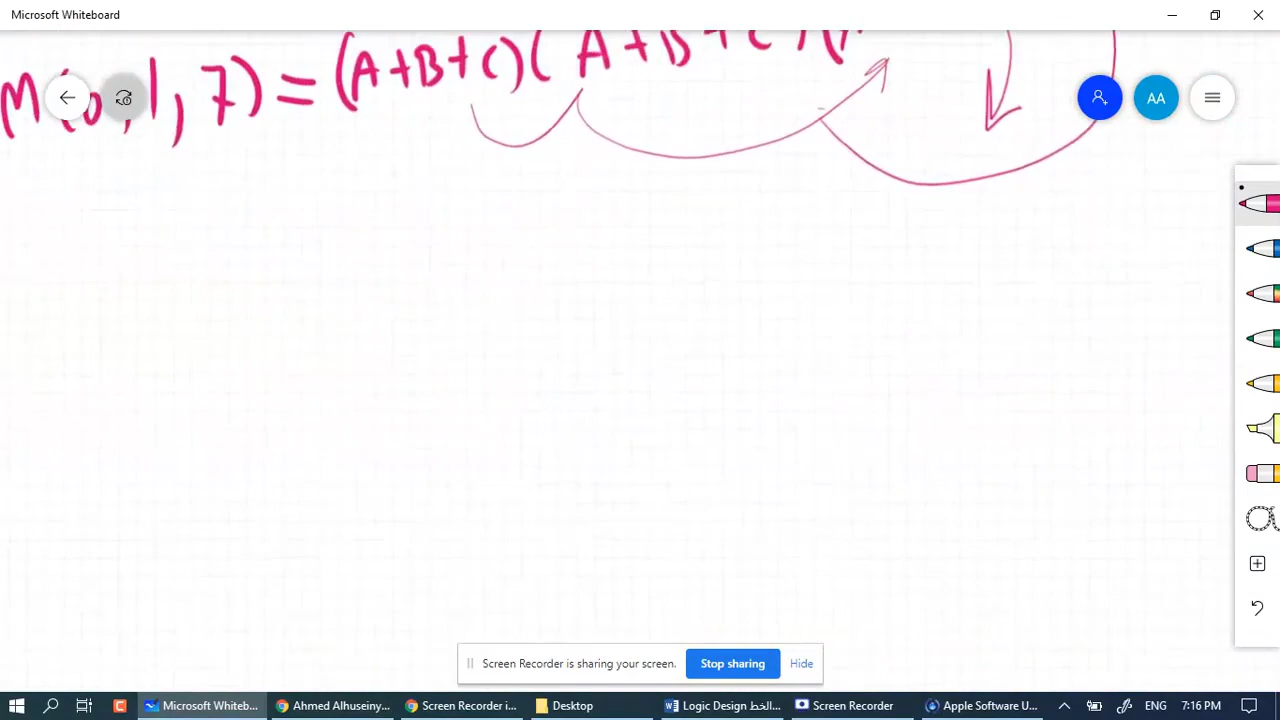 Microsoft Whiteboard
M(0,1,7) = (A+B+C)(A+B+C)(A
AA
Screen Recorder is sharing your screen.
Stop sharing
Hide
Microsoft Whiteb...
Ahmed Alhuseiny...
Screen Recorder i...
Desktop
Logic Design الخط...
Screen Recorder
Apple Software U...
ENG
7:16 PM